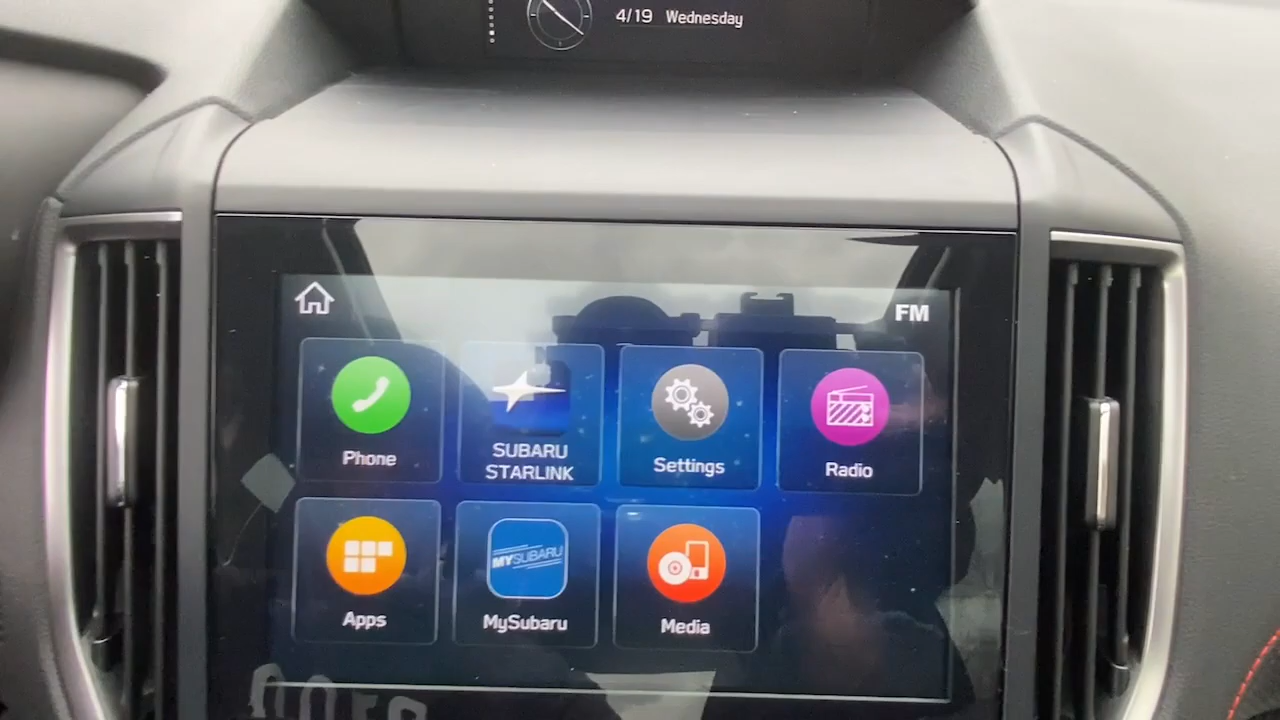 4/19 Wednesday
FM
Phone
SUBARU
STARLINK
Settings
Radio
Apps
MYSUBARU
MySubaru
Media